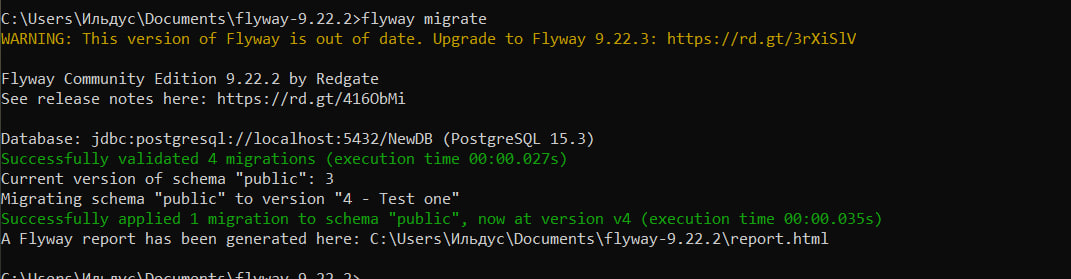 C:\Users\Ильдус\Documents\flyway-9.22.2>flyway migrate
WARNING: This version of Flyway is out of date. Upgrade to Flyway 9.22.3: https://rd.gt/3rXiSlV
Flyway Community Edition 9.22.2 by Redgate
See release notes here: https://rd.gt/416ObMi
Database: jdbc:postgresql://localhost:5432/NewDB (PostgreSQL 15.3)
Successfully validated 4 migrations (execution time 00:00.027s)
Current version of schema "public": 3
Migrating schema "public" to version "4 - Test one"
Successfully applied 1 migration to schema "public", now at version v4 (execution time 00:00.035s)
A Flyway report has been generated here: C:\Users\Ильдус\Documents\flyway-9.22.2\report.html
C:\Users\Ильдус\Documents\flyway-9.22.2>